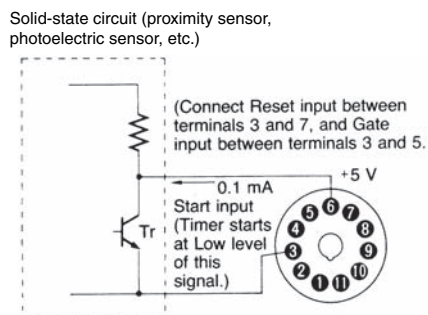 Solid-state circuit (proximity sensor,
photoelectric sensor, etc.)
(Connect Reset input between
terminals 3 and 7, and Gate
input between terminals 3 and 5.
+5 V
0.1 mA
Start input
(Timer starts
at Low level
of this
signal.)
Tr
1
2
3
4
5
6
7
8
9
10
11